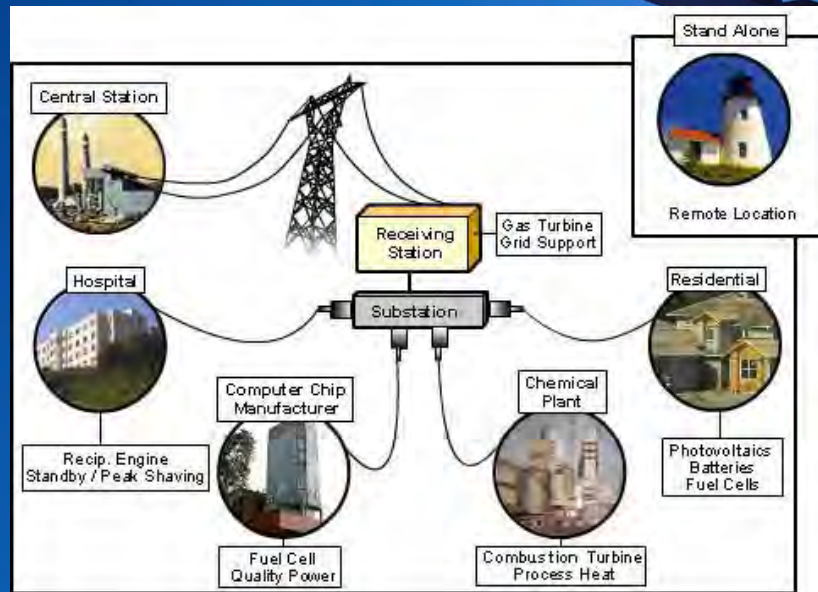 Stand Alone
Remote Location
Central Station
Receiving
Station
Gas Turbine
Grid Support
Hospital
Substation
Residential
Computer Chip
Manufacturer
Chemical
Plant
Recip. Engine
Standby / Peak Shaving
Photovoltaics
Batteries
Fuel Cells
Fuel Cell
Quality Power
Combustion Turbine
Process Heat